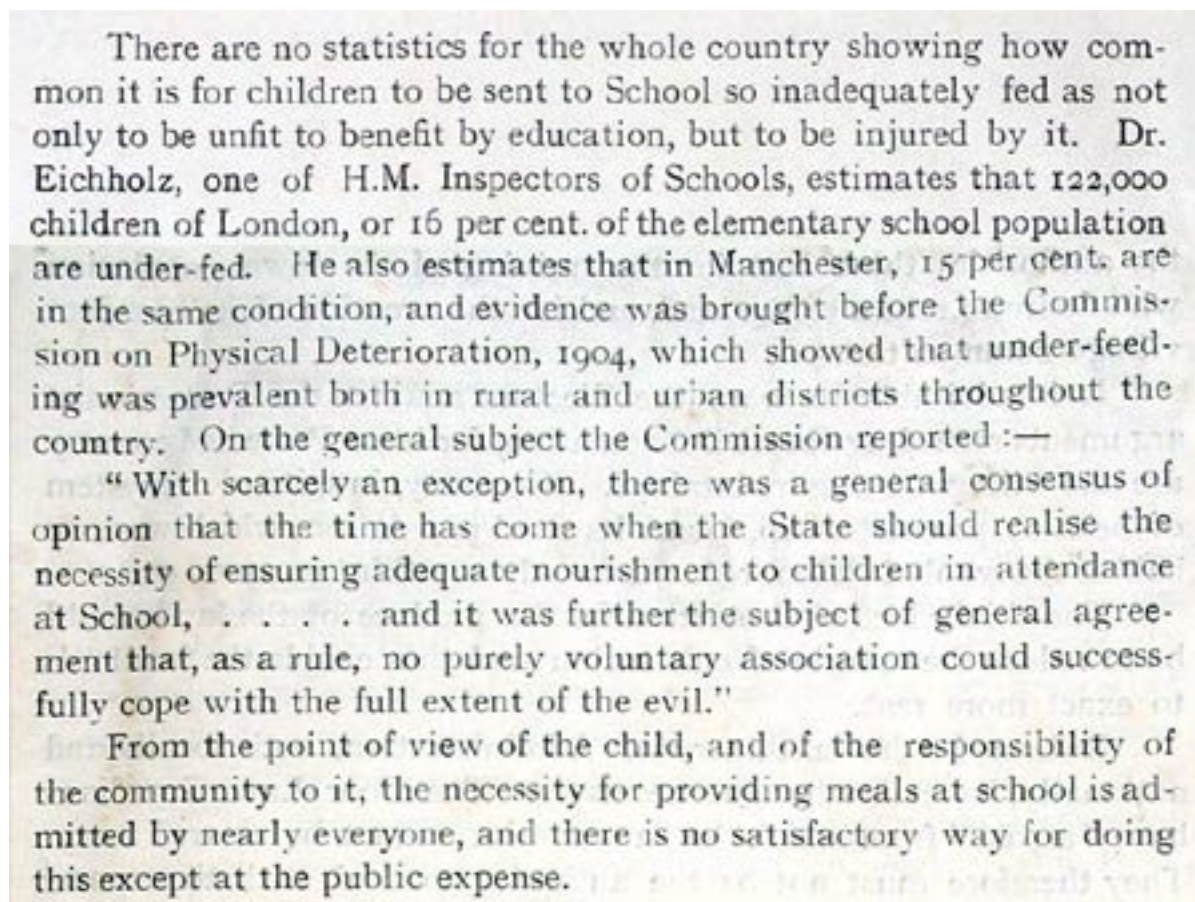 There are no statistics for the whole country showing how com-
mon it is for children to be sent to School so inadequately fed as not
only to be unfit to benefit by education, but to be injured by it. Dr.
Eichholz, one of H.M. Inspectors of Schools, estimates that 122,000
children of London, or 16 per cent. of the elementary school population
are under-fed. He also estimates that in Manchester, 15 per cent. are
in the same condition, and evidence was brought before the Commis-
sion on Physical Deterioration, 1904, which showed that under-feed-
ing was prevalent both in rural and urban districts throughout the
country. On the general subject the Commission reported :—
“ With scarcely an exception, there was a general consensus of
opinion that the time has come when the State should realise the
necessity of ensuring adequate nourishment to children in attendance
at School, . . . . . and it was further the subject of general agree-
ment that, as a rule, no purely voluntary association could success-
fully cope with the full extent of the evil.”
From the point of view of the child, and of the responsibility of
the community to it, the necessity for providing meals at school is ad-
mitted by nearly everyone, and there is no satisfactory way for doing
this except at the public expense.